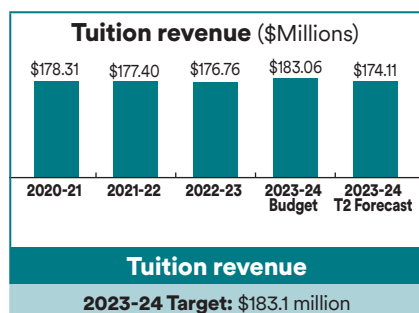 Tuition revenue ($Millions)
$178.31 $177.40 $176.76 $183.06 $174.11
2020-21 2021-22 2022-23 2023-24 2023-24
Budget T2 Forecast
Tuition revenue
2023-24 Target: $183.1 million